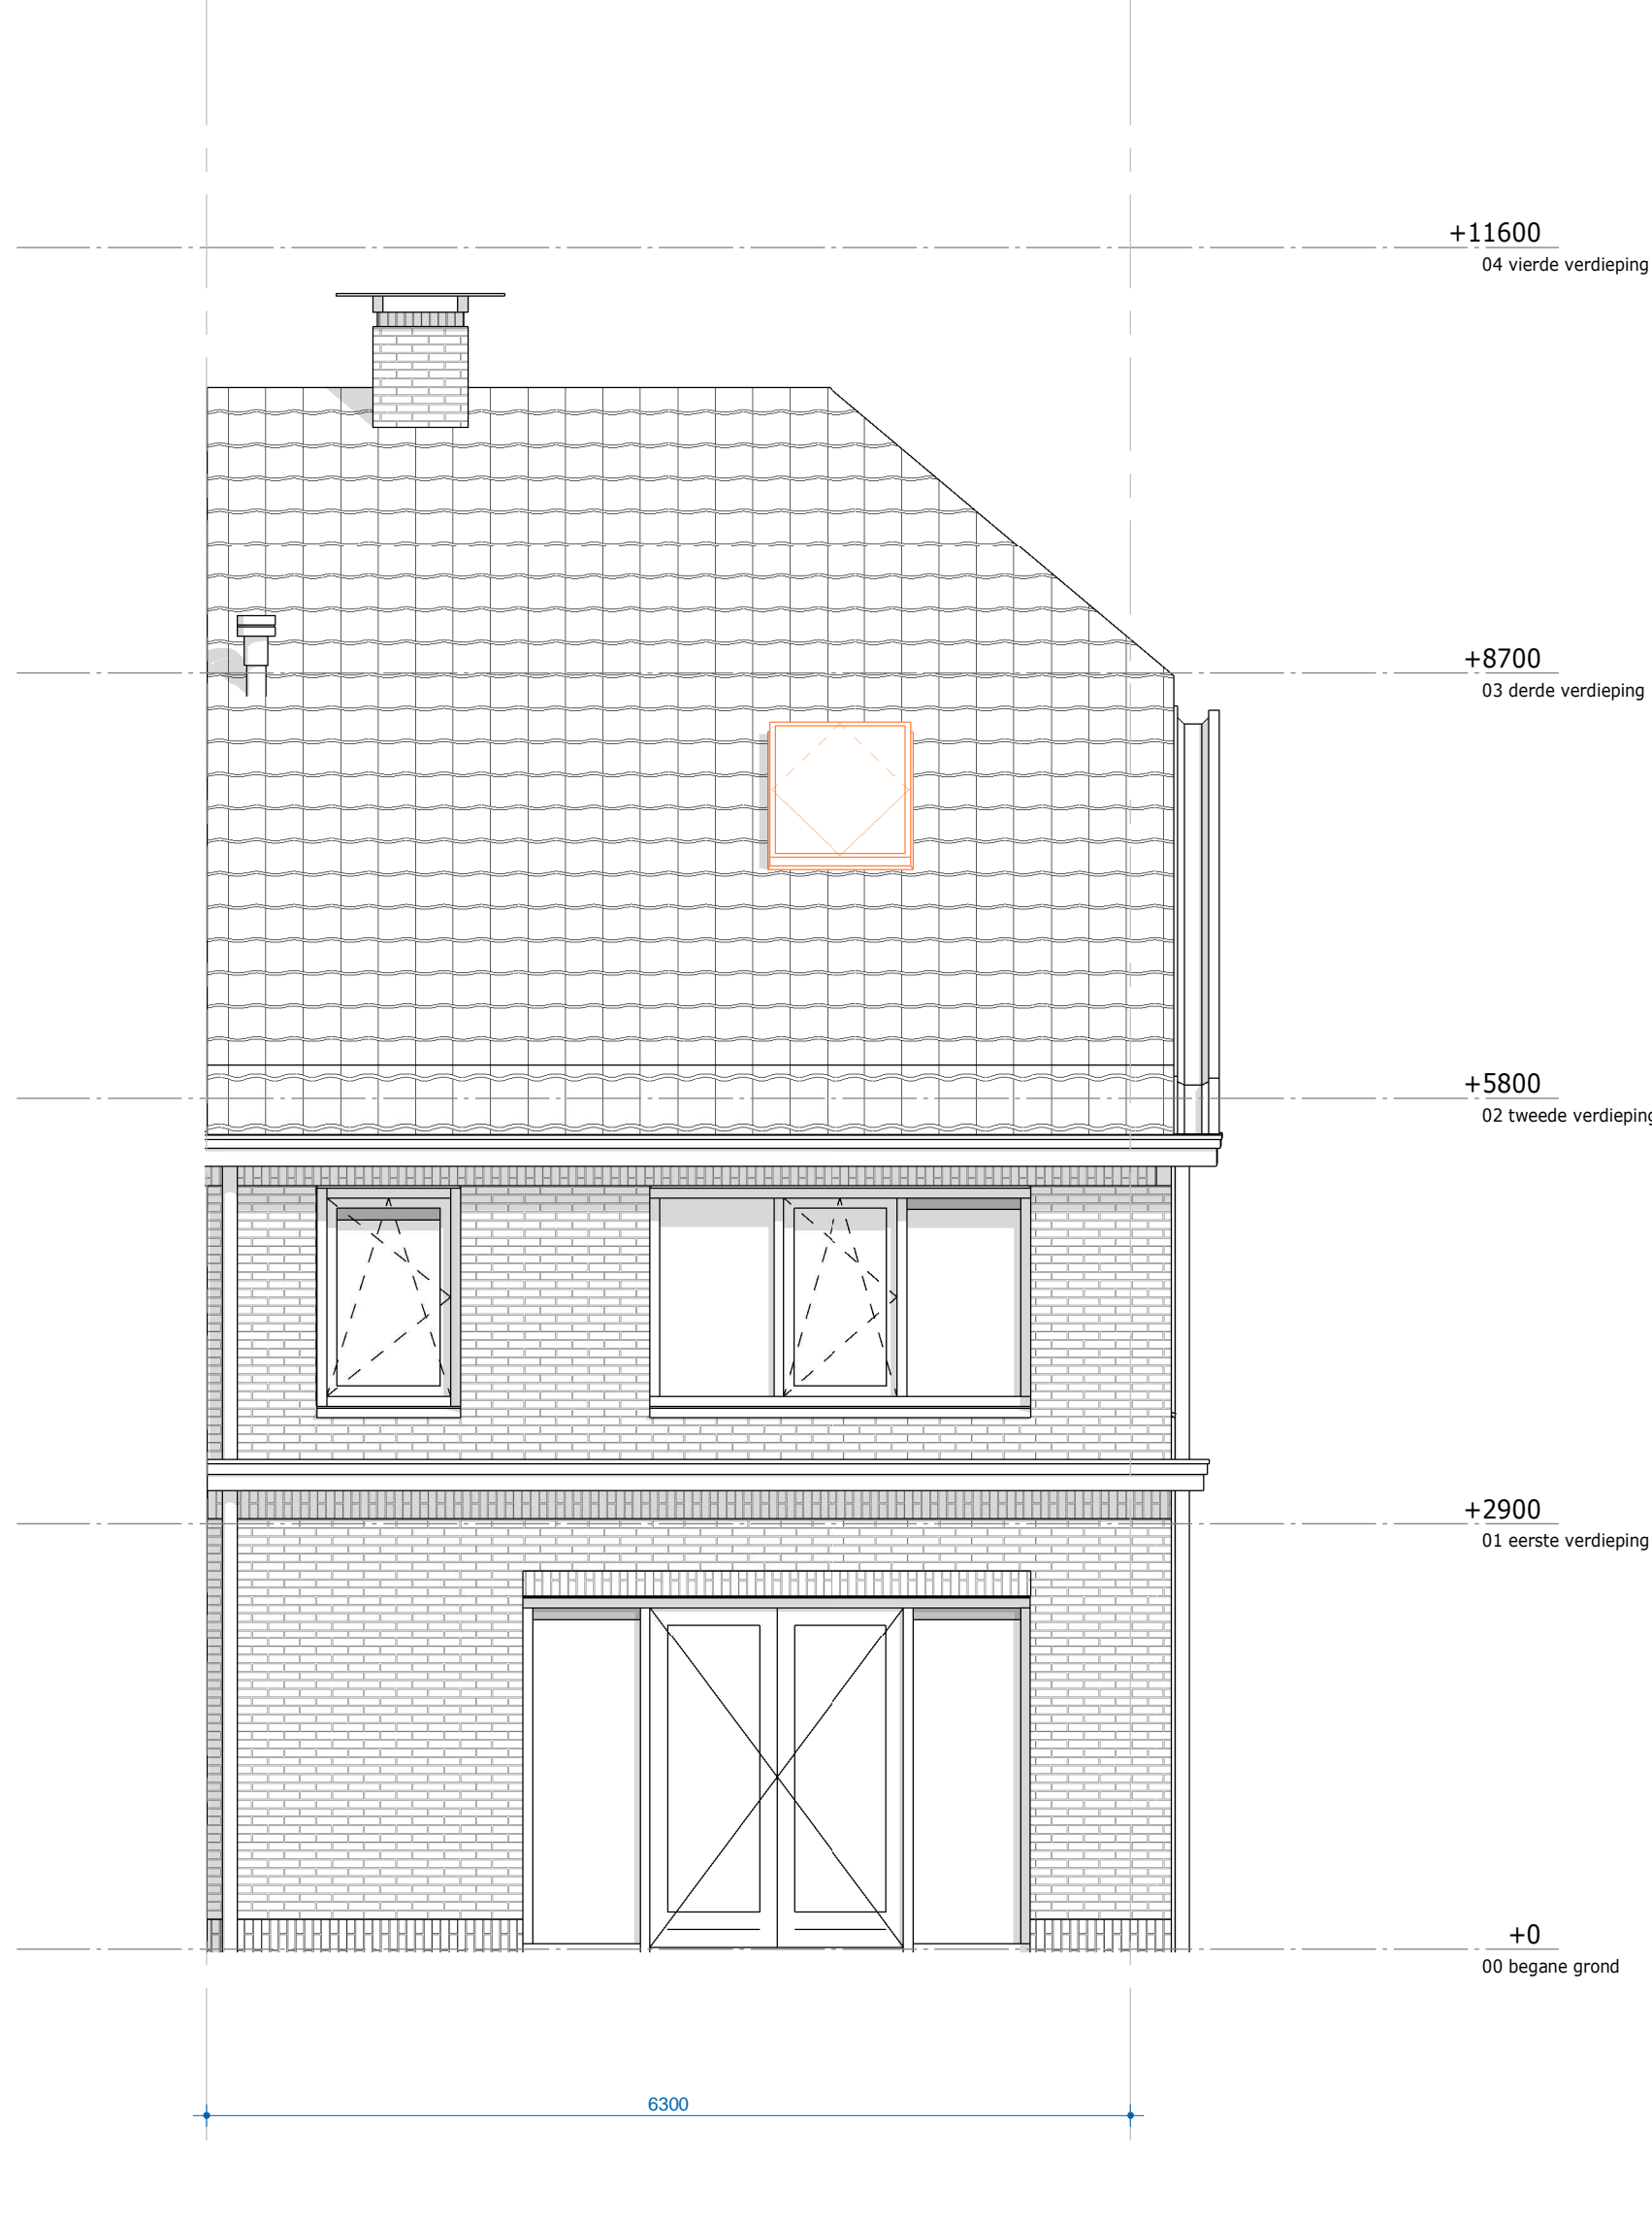 +11600
04 vierde verdieping
+8700
03 derde verdieping
+5800
02 tweede verdieping
+2900
01 eerste verdieping
+0
00 begane grond
6300